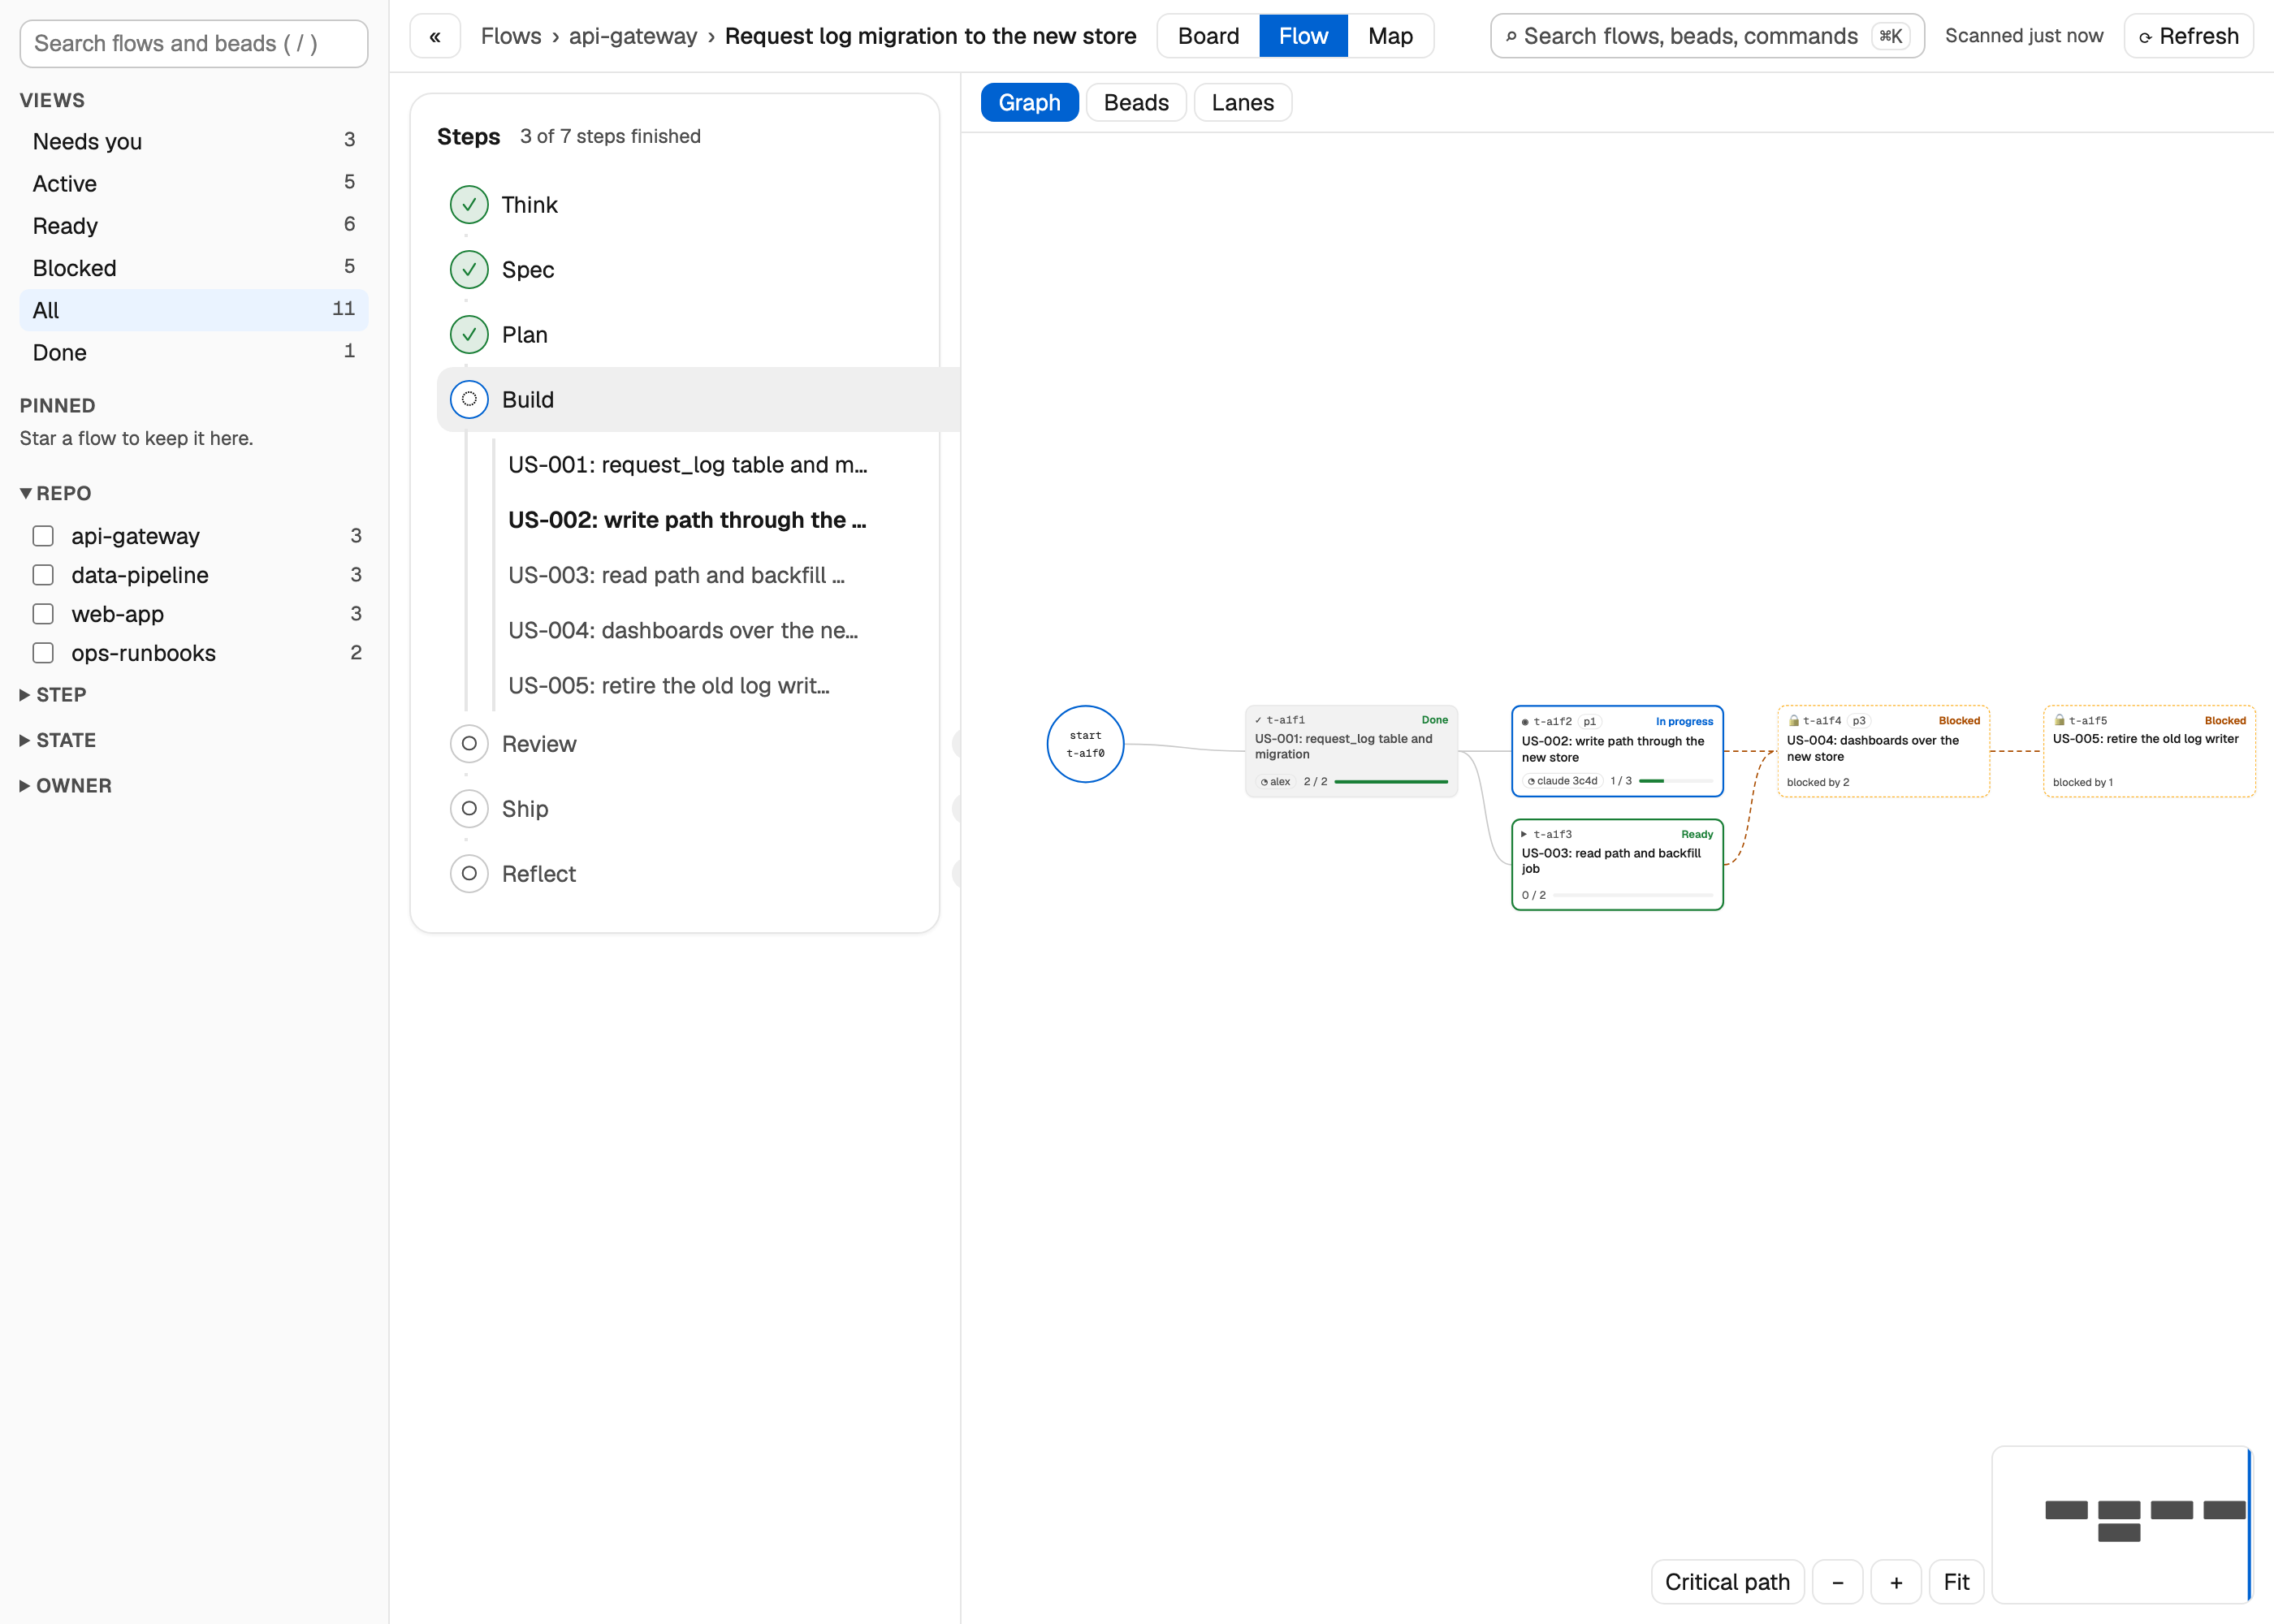 Search flows and beads ( / )
VIEWS
Needs you 3
Active 5
Ready 6
Blocked 5
All 11
Done 1
PINNED
Star a flow to keep it here.
▼ REPO
api-gateway 3
data-pipeline 3
web-app 3
ops-runbooks 2
▶ STEP
▶ STATE
▶ OWNER
« Flows › api-gateway › Request log migration to the new store
Board Flow Map
Search flows, beads, commands ⌘K
Scanned just now
Refresh
Steps 3 of 7 steps finished
Think
Spec
Plan
Build
US-001: request_log table and m…
US-002: write path through the …
US-003: read path and backfill …
US-004: dashboards over the ne…
US-005: retire the old log writ…
Review
Ship
Reflect
Graph Beads Lanes
start
t-a1f0
✓ t-a1f1 Done
US-001: request_log table and
migration
alex 2 / 2
t-a1f2 p1 In progress
US-002: write path through the
new store
claude 3c4d 1 / 3
▶ t-a1f3 Ready
US-003: read path and backfill
job
0 / 2
t-a1f4 p3 Blocked
US-004: dashboards over the
new store
blocked by 2
t-a1f5 Blocked
US-005: retire the old log writer
blocked by 1
Critical path − + Fit